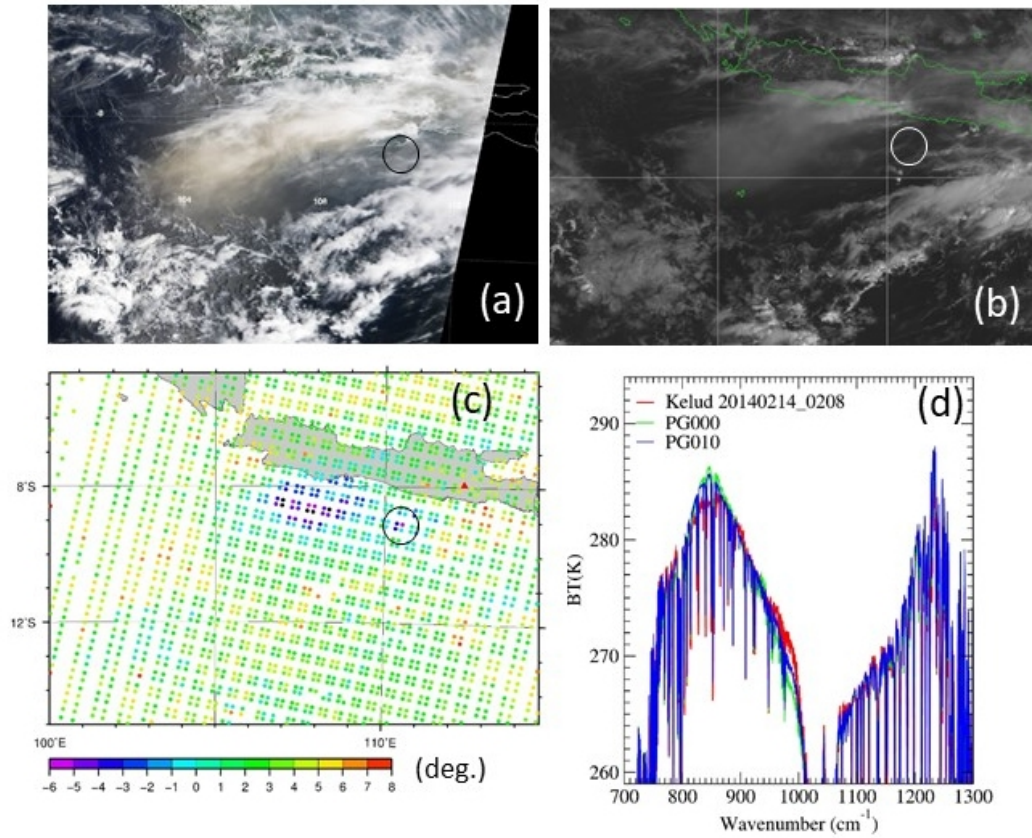 (a)
(b)
104
108
(c)
8°S
12°S
100°E
110°E
−6 −5 −4 −3 −2 −1 0 1 2 3 4 5 6 7 8
(deg.)
(d)
Kelud 20140214_0208
PG000
PG010
290
280
270
260
BT(K)
700 800 900 1000 1100 1200 1300
Wavenumber (cm⁻¹)